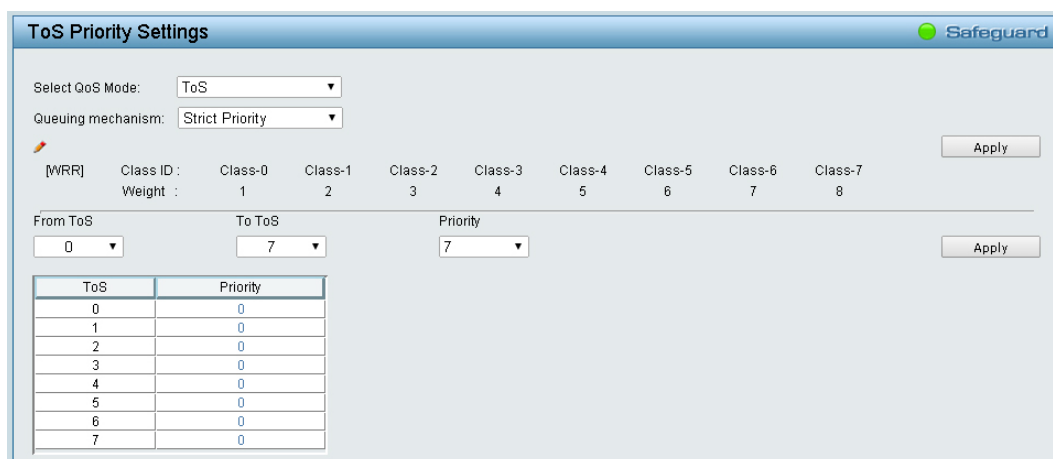 ToS Priority Settings Safeguard
Select QoS Mode: ToS
Queuing mechanism: Strict Priority
Apply
[WRR] Class ID : Class-0 Class-1 Class-2 Class-3 Class-4 Class-5 Class-6 Class-7
Weight : 1 2 3 4 5 6 7 8
From ToS To ToS Priority
0 7 7 Apply
ToS Priority
0 0
1 0
2 0
3 0
4 0
5 0
6 0
7 0